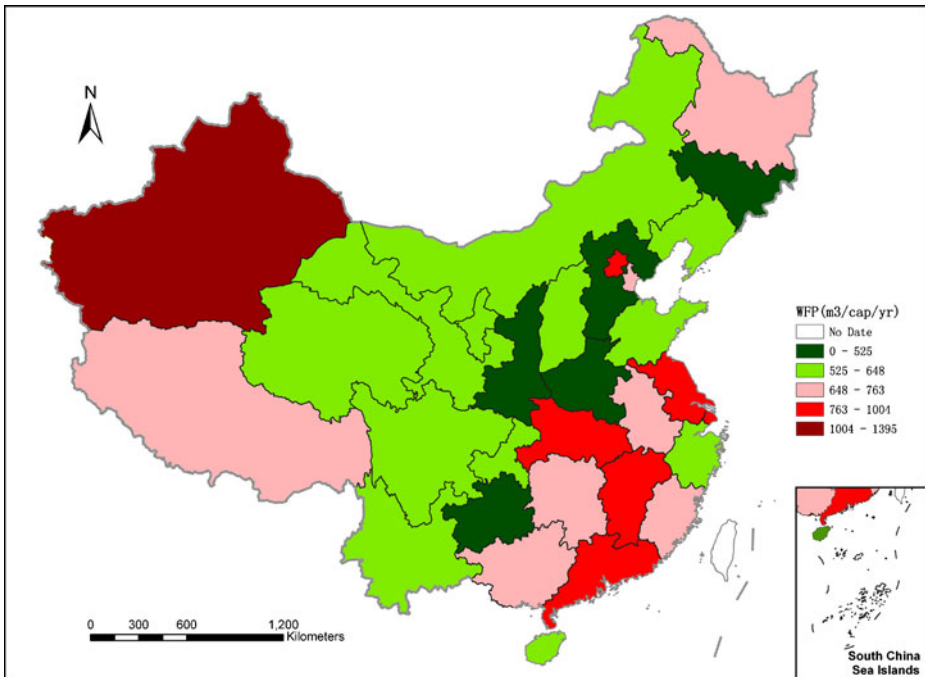 N
WFP(m3/cap/yr)
No Date
0 - 525
525 - 648
648 - 763
763 - 1004
1004 - 1395
0 300 600 1,200
Kilometers
South China
Sea Islands